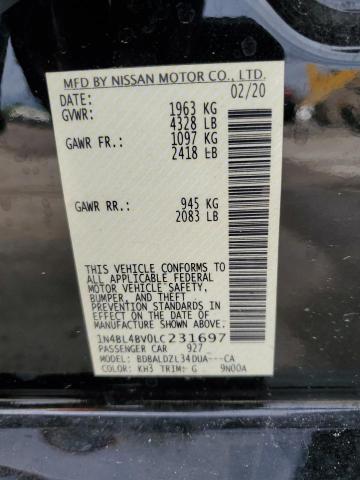 MFD BY NISSAN MOTOR CO., LTD.
DATE: 02/20
GVWR: 1963 KG
4328 LB
GAWR FR.: 1097 KG
2418 LB
GAWR RR.: 945 KG
2083 LB
THIS VEHICLE CONFORMS TO
ALL APPLICABLE FEDERAL
MOTOR VEHICLE SAFETY,
BUMPER, AND THEFT
PREVENTION STANDARDS IN
EFFECT ON THE DATE OF
MANUFACTURE SHOWN ABOVE.
1N4BL4BV0LC231697
PASSENGER CAR 927
MODEL: BDBALDZL34DUA---CA
COLOR: KH3 TRIM: G 9N00A